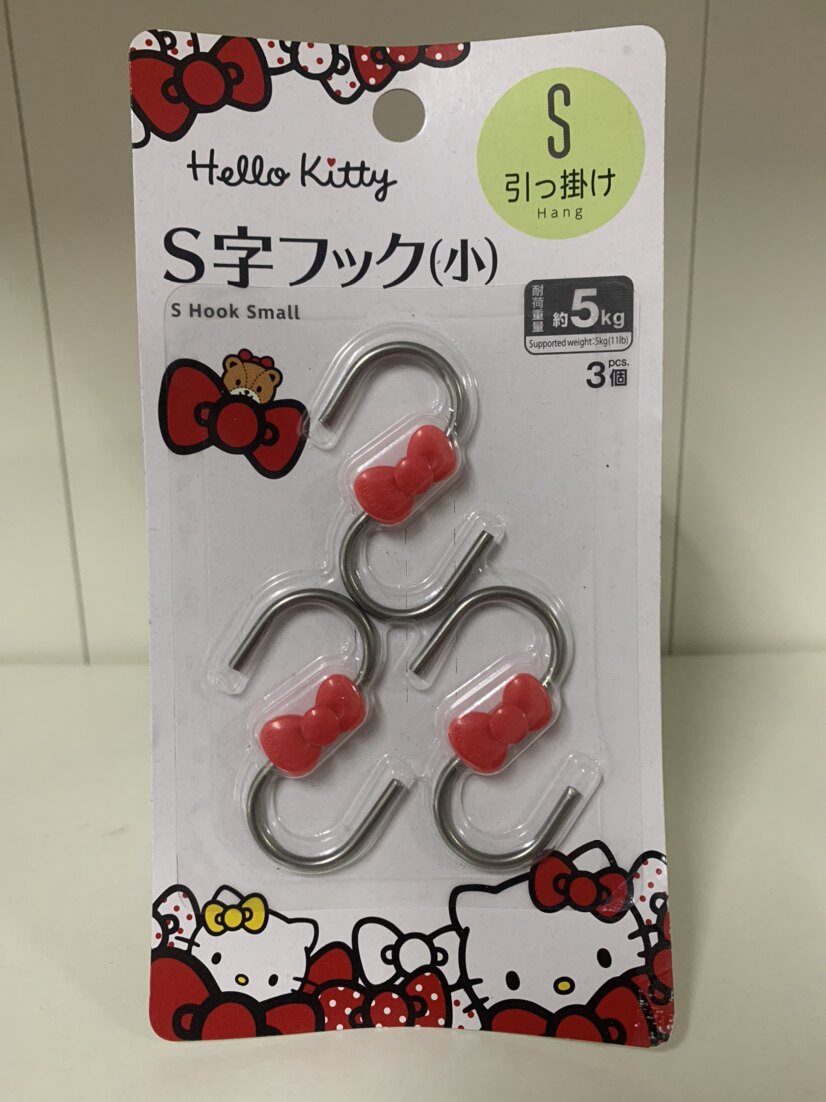 Hello Kitty
S
引っ掛け
Hang
S字フック(小)
S Hook Small
耐荷重量
約5kg
Supported weight:5kg(11lb)
pcs.
3個